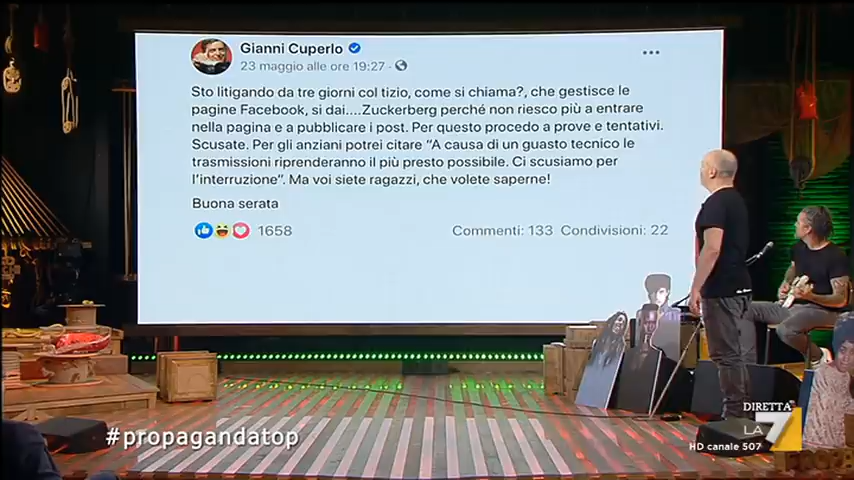 Gianni Cuperlo
23 maggio alle ore 19:27 ·
Sto litigando da tre giorni col tizio, come si chiama?, che gestisce le
pagine Facebook, si dai....Zuckerberg perché non riesco più a entrare
nella pagina e a pubblicare i post. Per questo procedo a prove e tentativi.
Scusate. Per gli anziani potrei citare “A causa di un guasto tecnico le
trasmissioni riprenderanno il più presto possibile. Ci scusiamo per
l’interruzione”. Ma voi siete ragazzi, che volete saperne!
Buona serata
1658
Commenti: 133 Condivisioni: 22
#propagandatop
DIRETTA
LA 7
HD canale 507